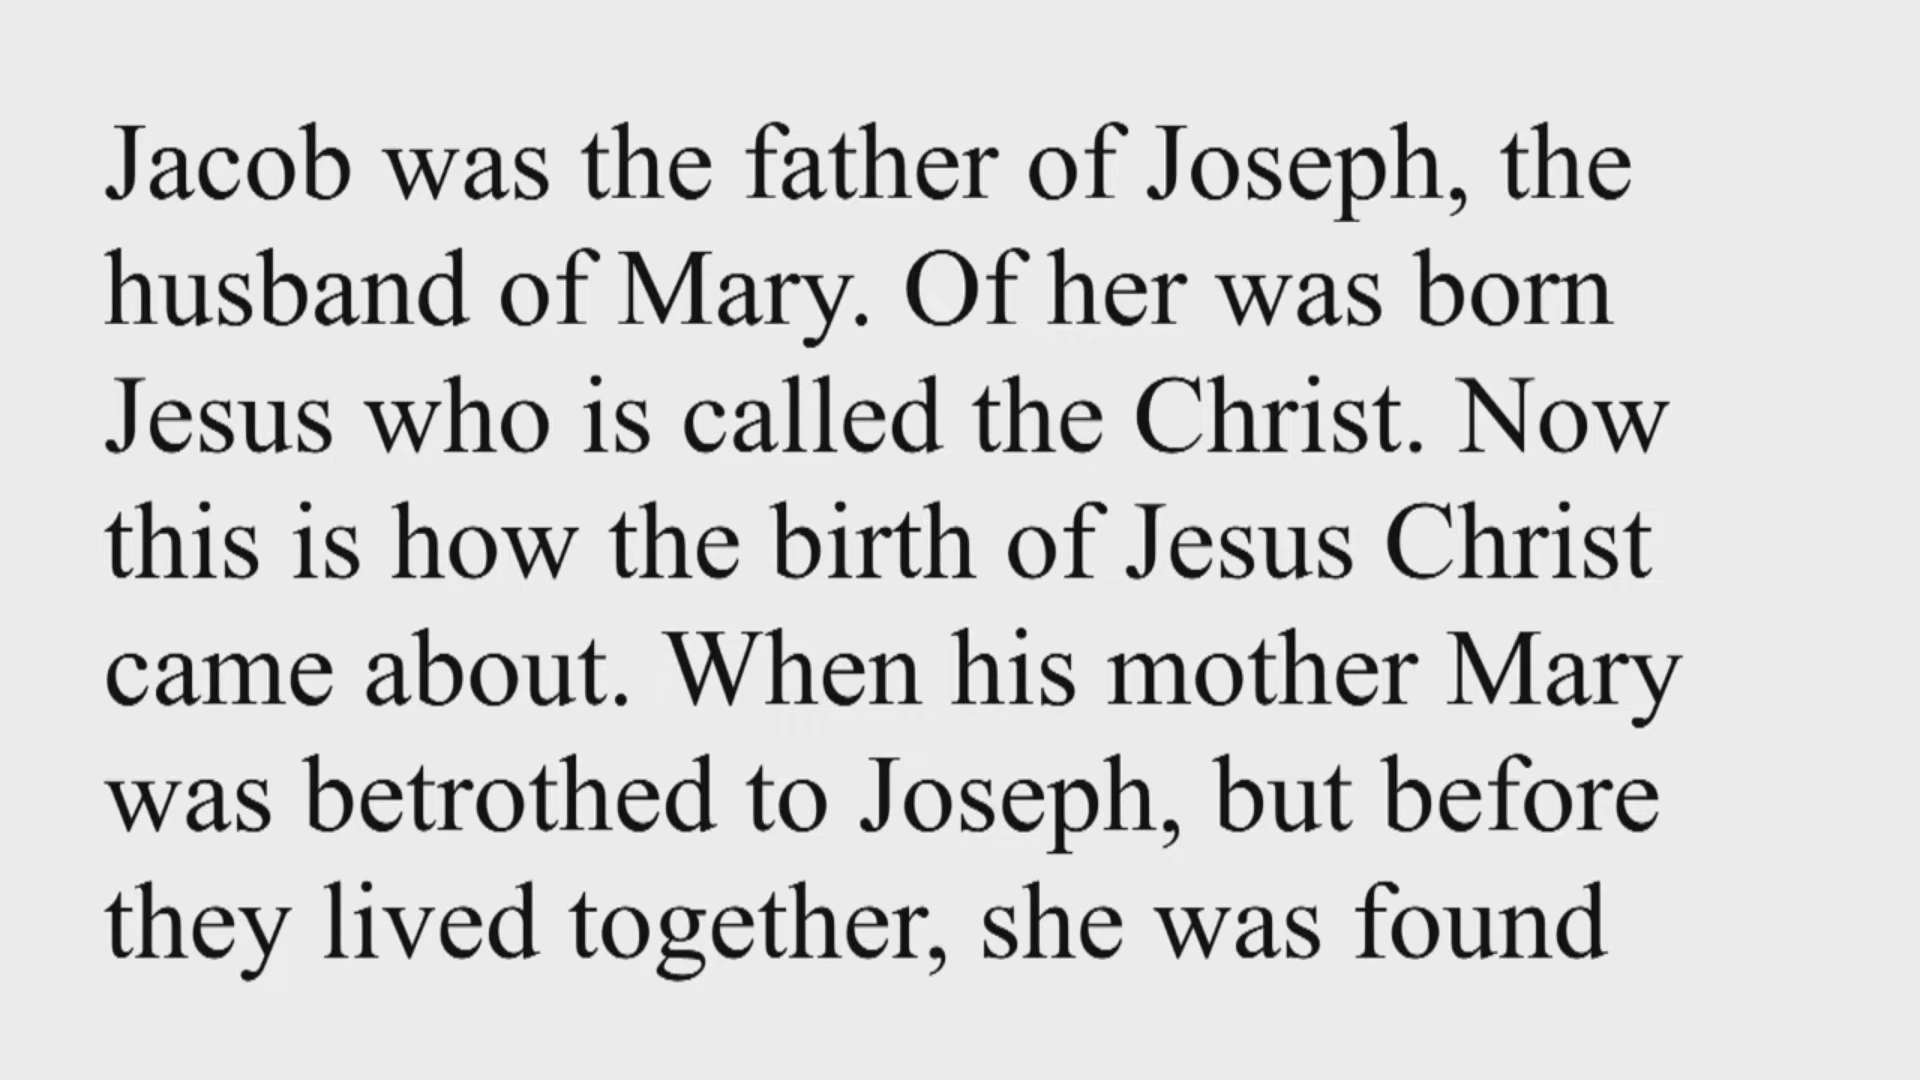 Jacob was the father of Joseph, the
husband of Mary. Of her was born
Jesus who is called the Christ. Now
this is how the birth of Jesus Christ
came about. When his mother Mary
was betrothed to Joseph, but before
they lived together, she was found